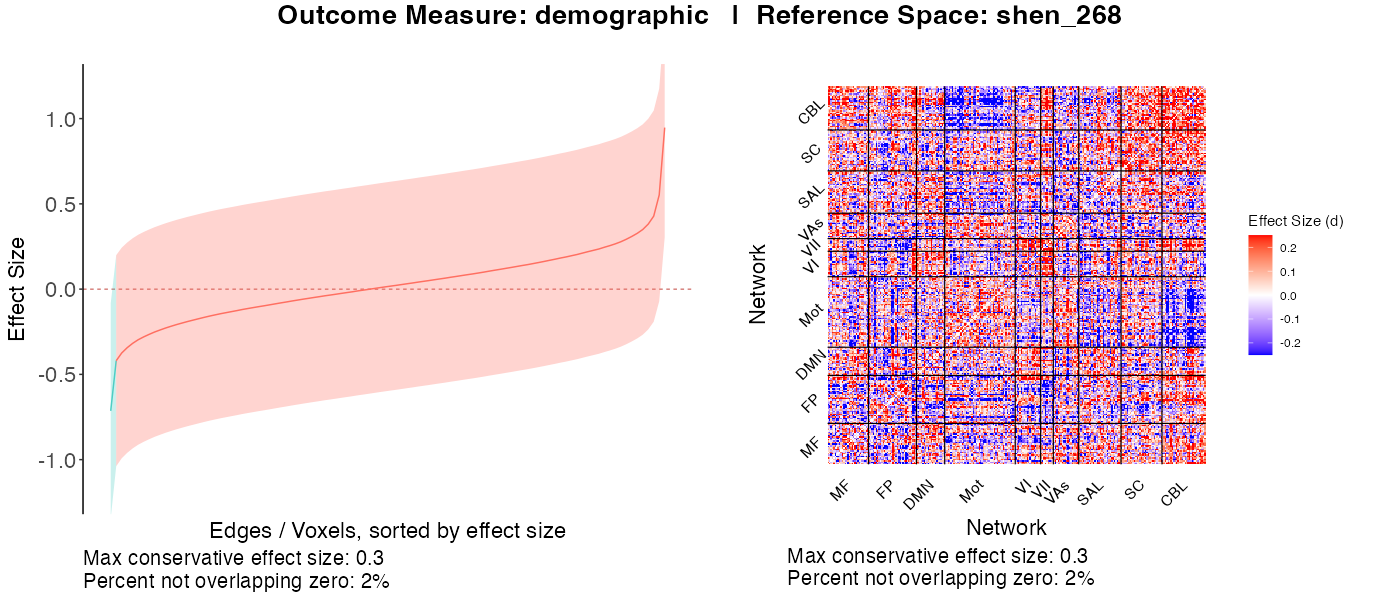 Outcome Measure: demographic | Reference Space: shen_268
Effect Size
1.0
0.5
0.0
-0.5
-1.0
Edges / Voxels, sorted by effect size
Max conservative effect size: 0.3
Percent not overlapping zero: 2%
Network
CBL
SC
SAL
VAs
VII
VI
Mot
DMN
FP
MF
MF
FP
DMN
Mot
VI
VII
VAs
SAL
SC
CBL
Network
Max conservative effect size: 0.3
Percent not overlapping zero: 2%
Effect Size (d)
0.2
0.1
0.0
-0.1
-0.2